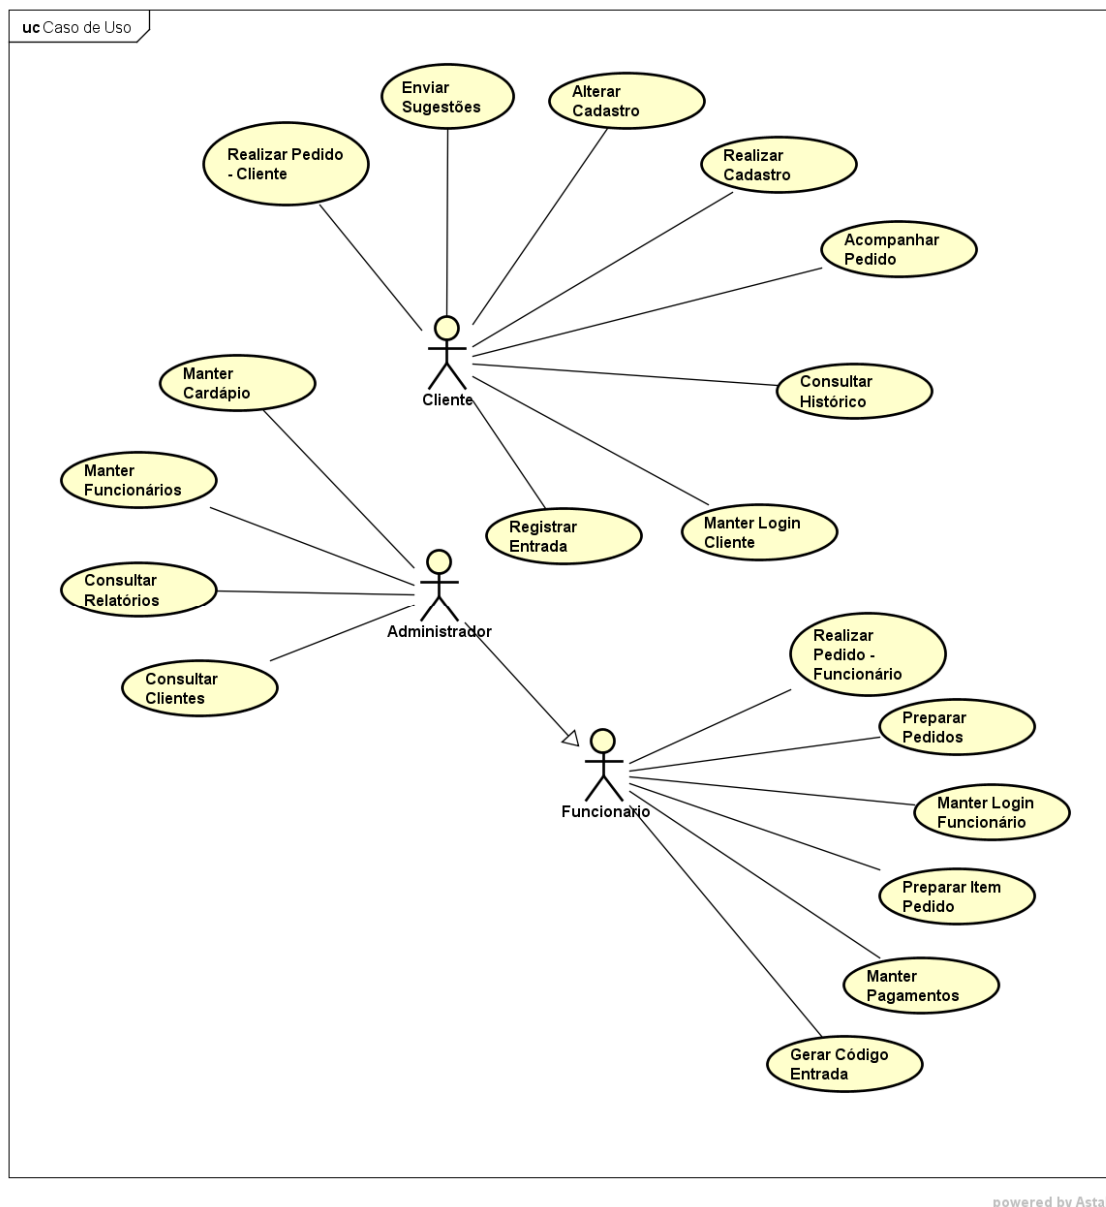 uc Caso de Uso
Enviar
Sugestões
Alterar
Cadastro
Realizar Pedido
- Cliente
Realizar
Cadastro
Acompanhar
Pedido
Manter
Cardápio
Cliente
Consultar
Histórico
Manter
Funcionários
Registrar
Entrada
Manter Login
Cliente
Consultar
Relatórios
Administrador
Consultar
Clientes
Realizar
Pedido -
Funcionário
Preparar
Pedidos
Funcionario
Manter Login
Funcionário
Preparar Item
Pedido
Manter
Pagamentos
Gerar Código
Entrada
powered by Asta